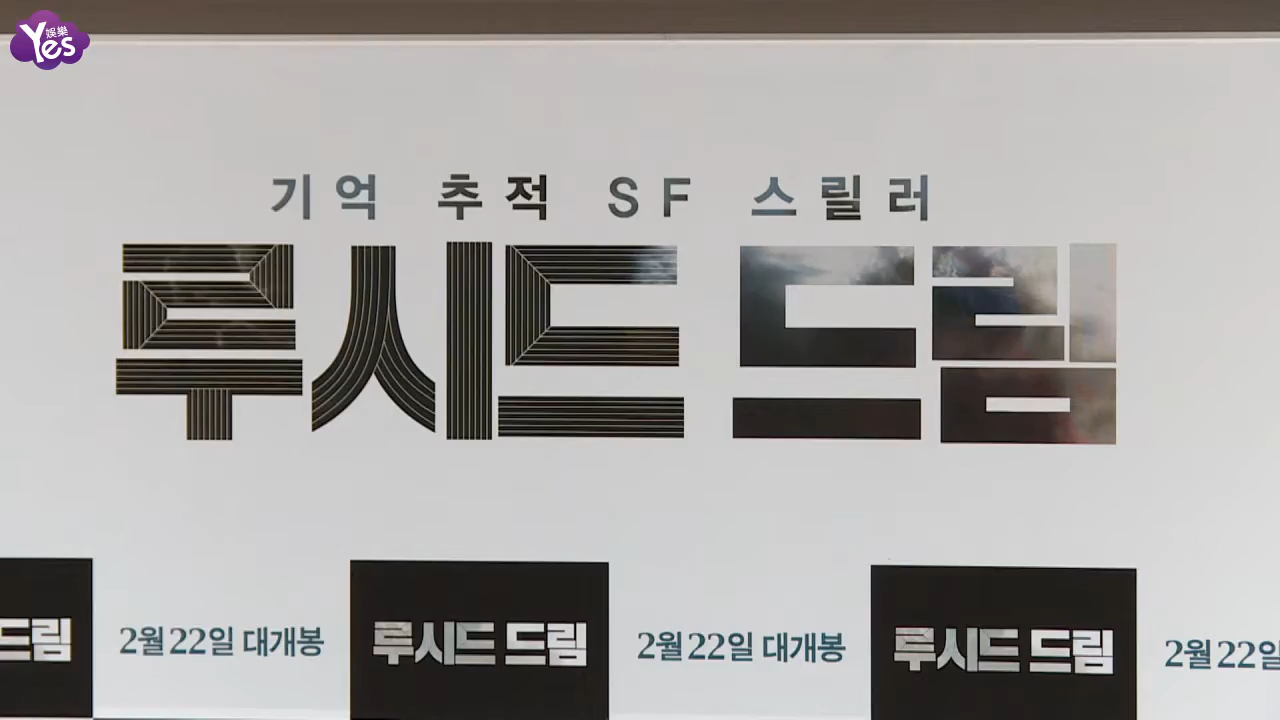 Yes 娛樂
기억 추적 SF 스릴러
루시드 드림
드림 2월 22일 대개봉 루시드 드림 2월 22일 대개봉 루시드 드림 2월 22일